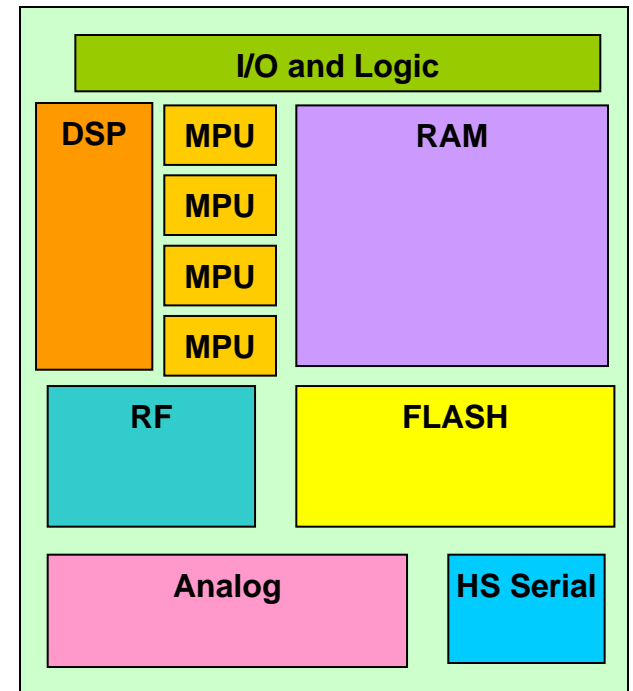 I/O and Logic
DSP
MPU
RAM
MPU
MPU
MPU
RF
FLASH
Analog
HS Serial